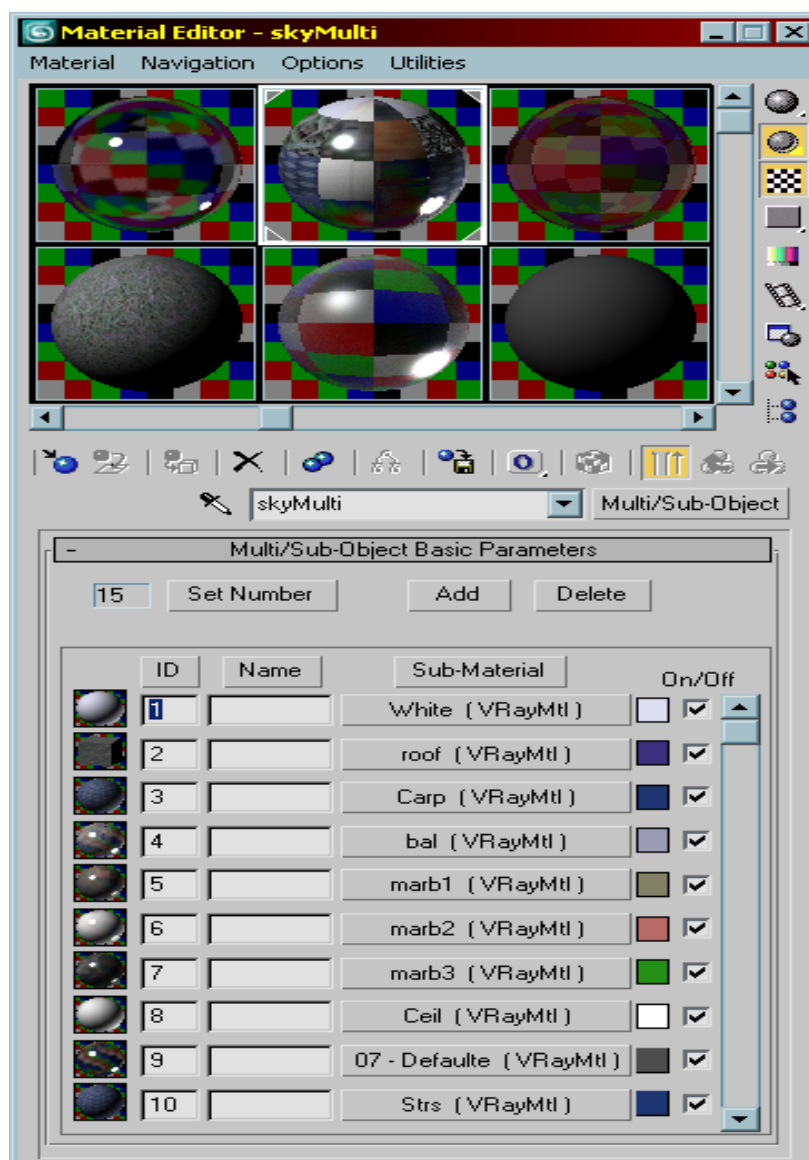 Material Editor - skyMulti
Material Navigation Options Utilities
skyMulti Multi/Sub-Object
- Multi/Sub-Object Basic Parameters
15 Set Number Add Delete
ID Name Sub-Material On/Off
1 White ( VRayMtl )
2 roof ( VRayMtl )
3 Carp ( VRayMtl )
4 bal ( VRayMtl )
5 marb1 ( VRayMtl )
6 marb2 ( VRayMtl )
7 marb3 ( VRayMtl )
8 Ceil ( VRayMtl )
9 07 - Defaulte ( VRayMtl )
10 Strs ( VRayMtl )